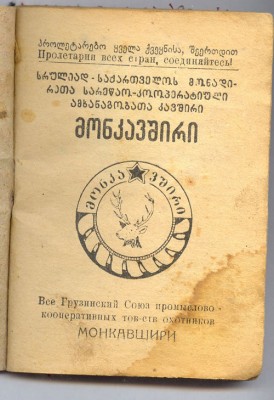 პროლეტარებო ყველა ქვეყნისა, შეერთდით
Пролетарии всех стран, соединяйтесь!
სრულიად-საქართველოს მონადი-
რეთა სარეწაო-კოოპერატიული
ამხანაგობათა კავშირი
მონკავშირი
მონკავშირი
Все Грузинский Союз промыслово-
кооперативных тов-ств охотников
МОНКАВШИРИ